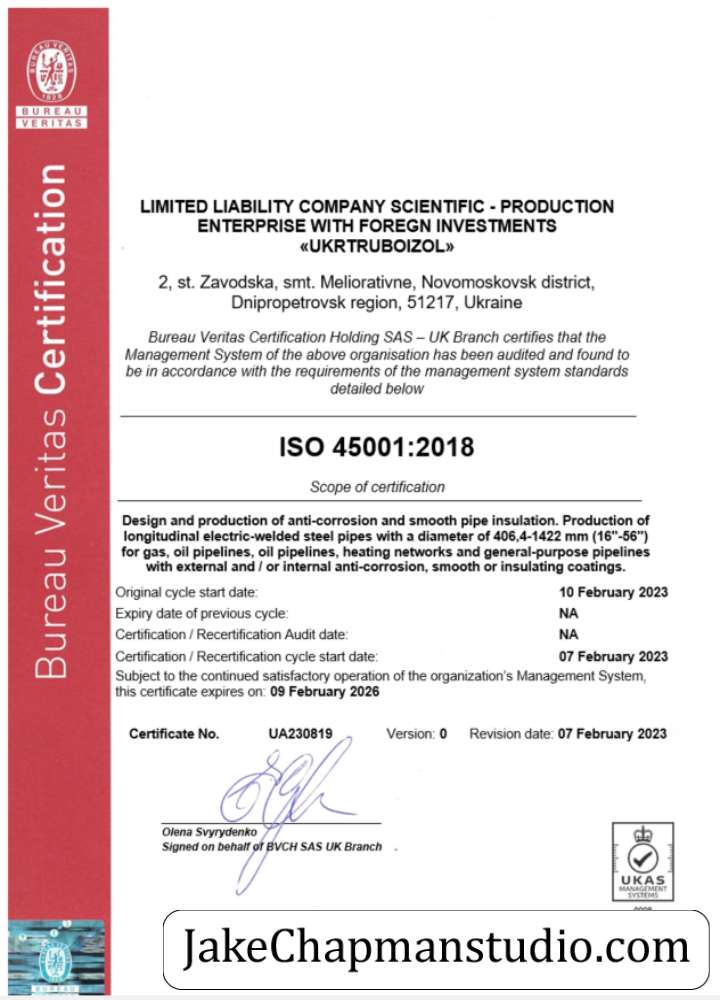 BUREAU VERITAS
1828
BUREAU
VERITAS
Bureau Veritas Certification
LIMITED LIABILITY COMPANY SCIENTIFIC - PRODUCTION
ENTERPRISE WITH FOREGN INVESTMENTS
«UKRTRUBOIZOL»
2, st. Zavodska, smt. Meliorativne, Novomoskovsk district,
Dnipropetrovsk region, 51217, Ukraine
Bureau Veritas Certification Holding SAS – UK Branch certifies that the
Management System of the above organisation has been audited and found to
be in accordance with the requirements of the management system standards
detailed below
ISO 45001:2018
Scope of certification
Design and production of anti-corrosion and smooth pipe insulation. Production of
longitudinal electric-welded steel pipes with a diameter of 406,4-1422 mm (16"-56")
for gas, oil pipelines, oil pipelines, heating networks and general-purpose pipelines
with external and / or internal anti-corrosion, smooth or insulating coatings.
Original cycle start date: 10 February 2023
Expiry date of previous cycle: NA
Certification / Recertification Audit date: NA
Certification / Recertification cycle start date: 07 February 2023
Subject to the continued satisfactory operation of the organization's Management System,
this certificate expires on: 09 February 2026
Certificate No. UA230819 Version: 0 Revision date: 07 February 2023
Olena Svyrydenko
Signed on behalf of BVCH SAS UK Branch
UKAS
MANAGEMENT
SYSTEMS
JakeChapmanstudio.com